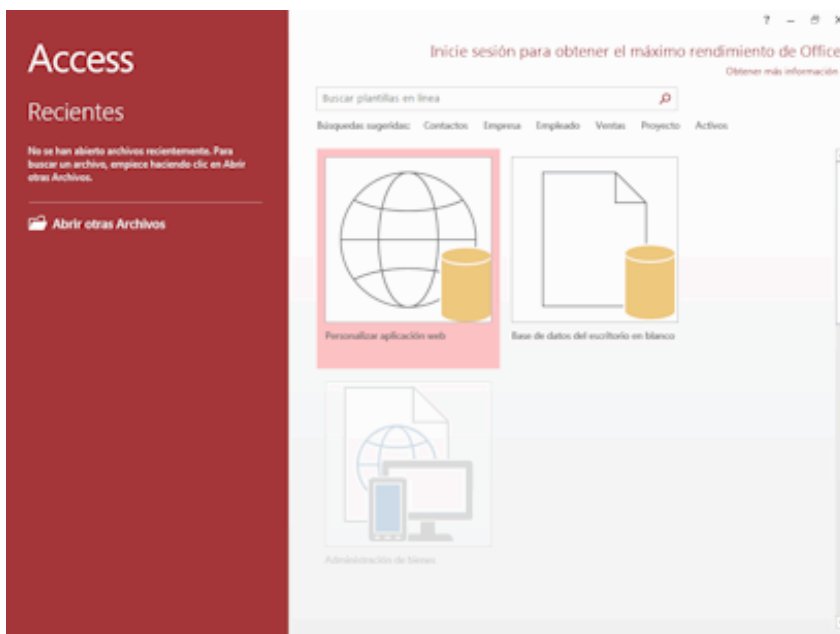 Access
Recientes
No se han abierto archivos recientemente. Para
buscar un archivo, empiece haciendo clic en Abrir
otras Archivos.
Abrir otras Archivos
?
Inicie sesión para obtener el máximo rendimiento de Office
Obtener más información
Buscar plantillas en línea
Búsquedas sugeridas: Contactos Empresa Empleado Ventas Proyecto Activos
Personalizar aplicación web
Base de datos del escritorio en blanco
Administración de bienes